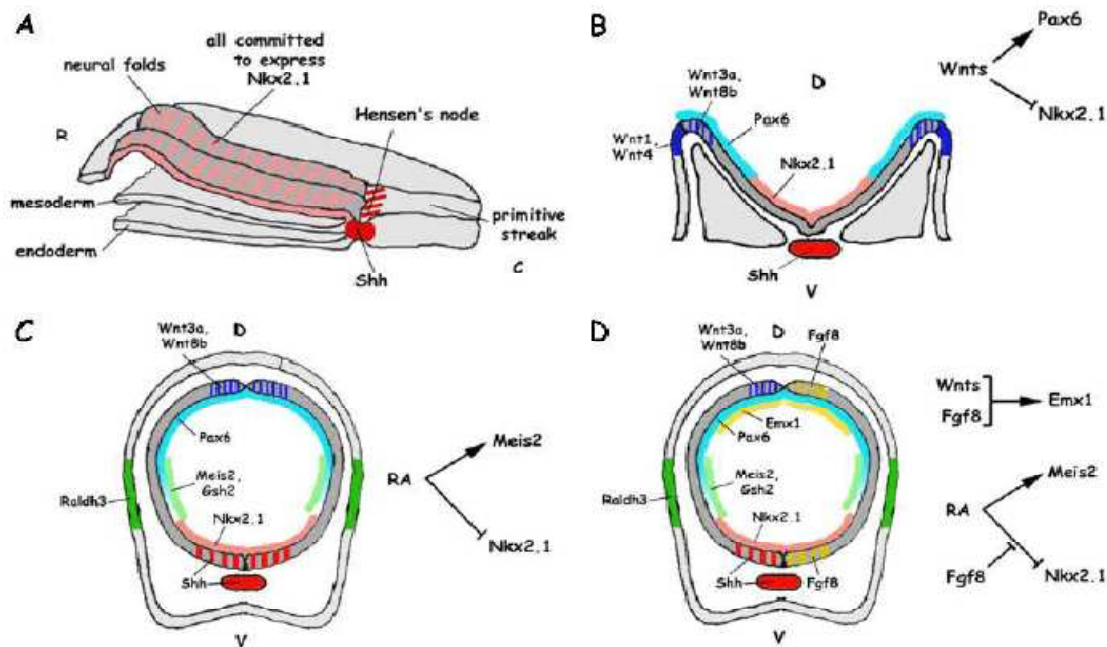 A
all committed
to express
Nkx2.1
neural folds
Hensen's node
R
mesoderm
endoderm
primitive
streak
Shh
C
B
Pax6
Wnts
Nkx2.1
Wnt3a,
Wnt8b
D
Pax6
Wnt1,
Wnt4
Nkx2.1
Shh
V
C
Wnt3a,
Wnt8b
D
Pax6
Meis2,
Gsh2
Raldh3
Nkx2.1
Shh
V
RA
Meis2
Nkx2.1
D
Wnt3a,
Wnt8b
D
Fgf8
Emx1
Pax6
Meis2,
Gsh2
Raldh3
Nkx2.1
Shh
Fgf8
V
Wnts
Fgf8
Emx1
Meis2
RA
Fgf8
Nkx2.1